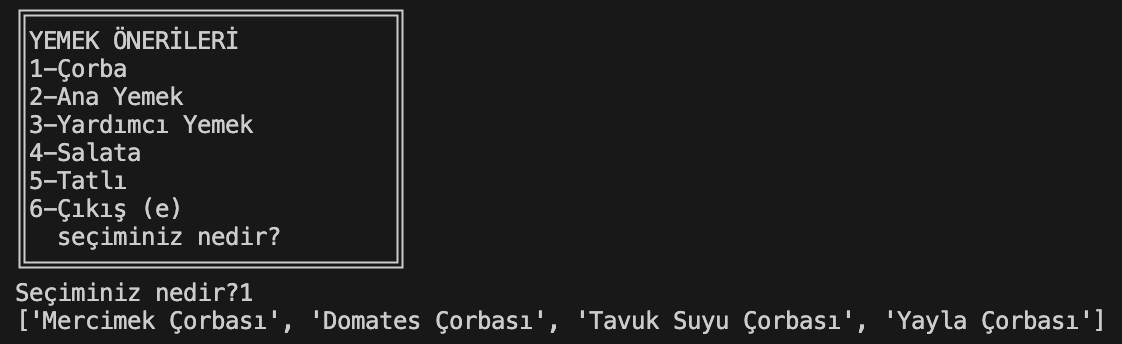 YEMEK ÖNERİLERİ
1-Çorba
2-Ana Yemek
3-Yardımcı Yemek
4-Salata
5-Tatlı
6-Çıkış (e)
seçiminiz nedir?
Seçiminiz nedir?1
['Mercimek Çorbası', 'Domates Çorbası', 'Tavuk Suyu Çorbası', 'Yayla Çorbası']